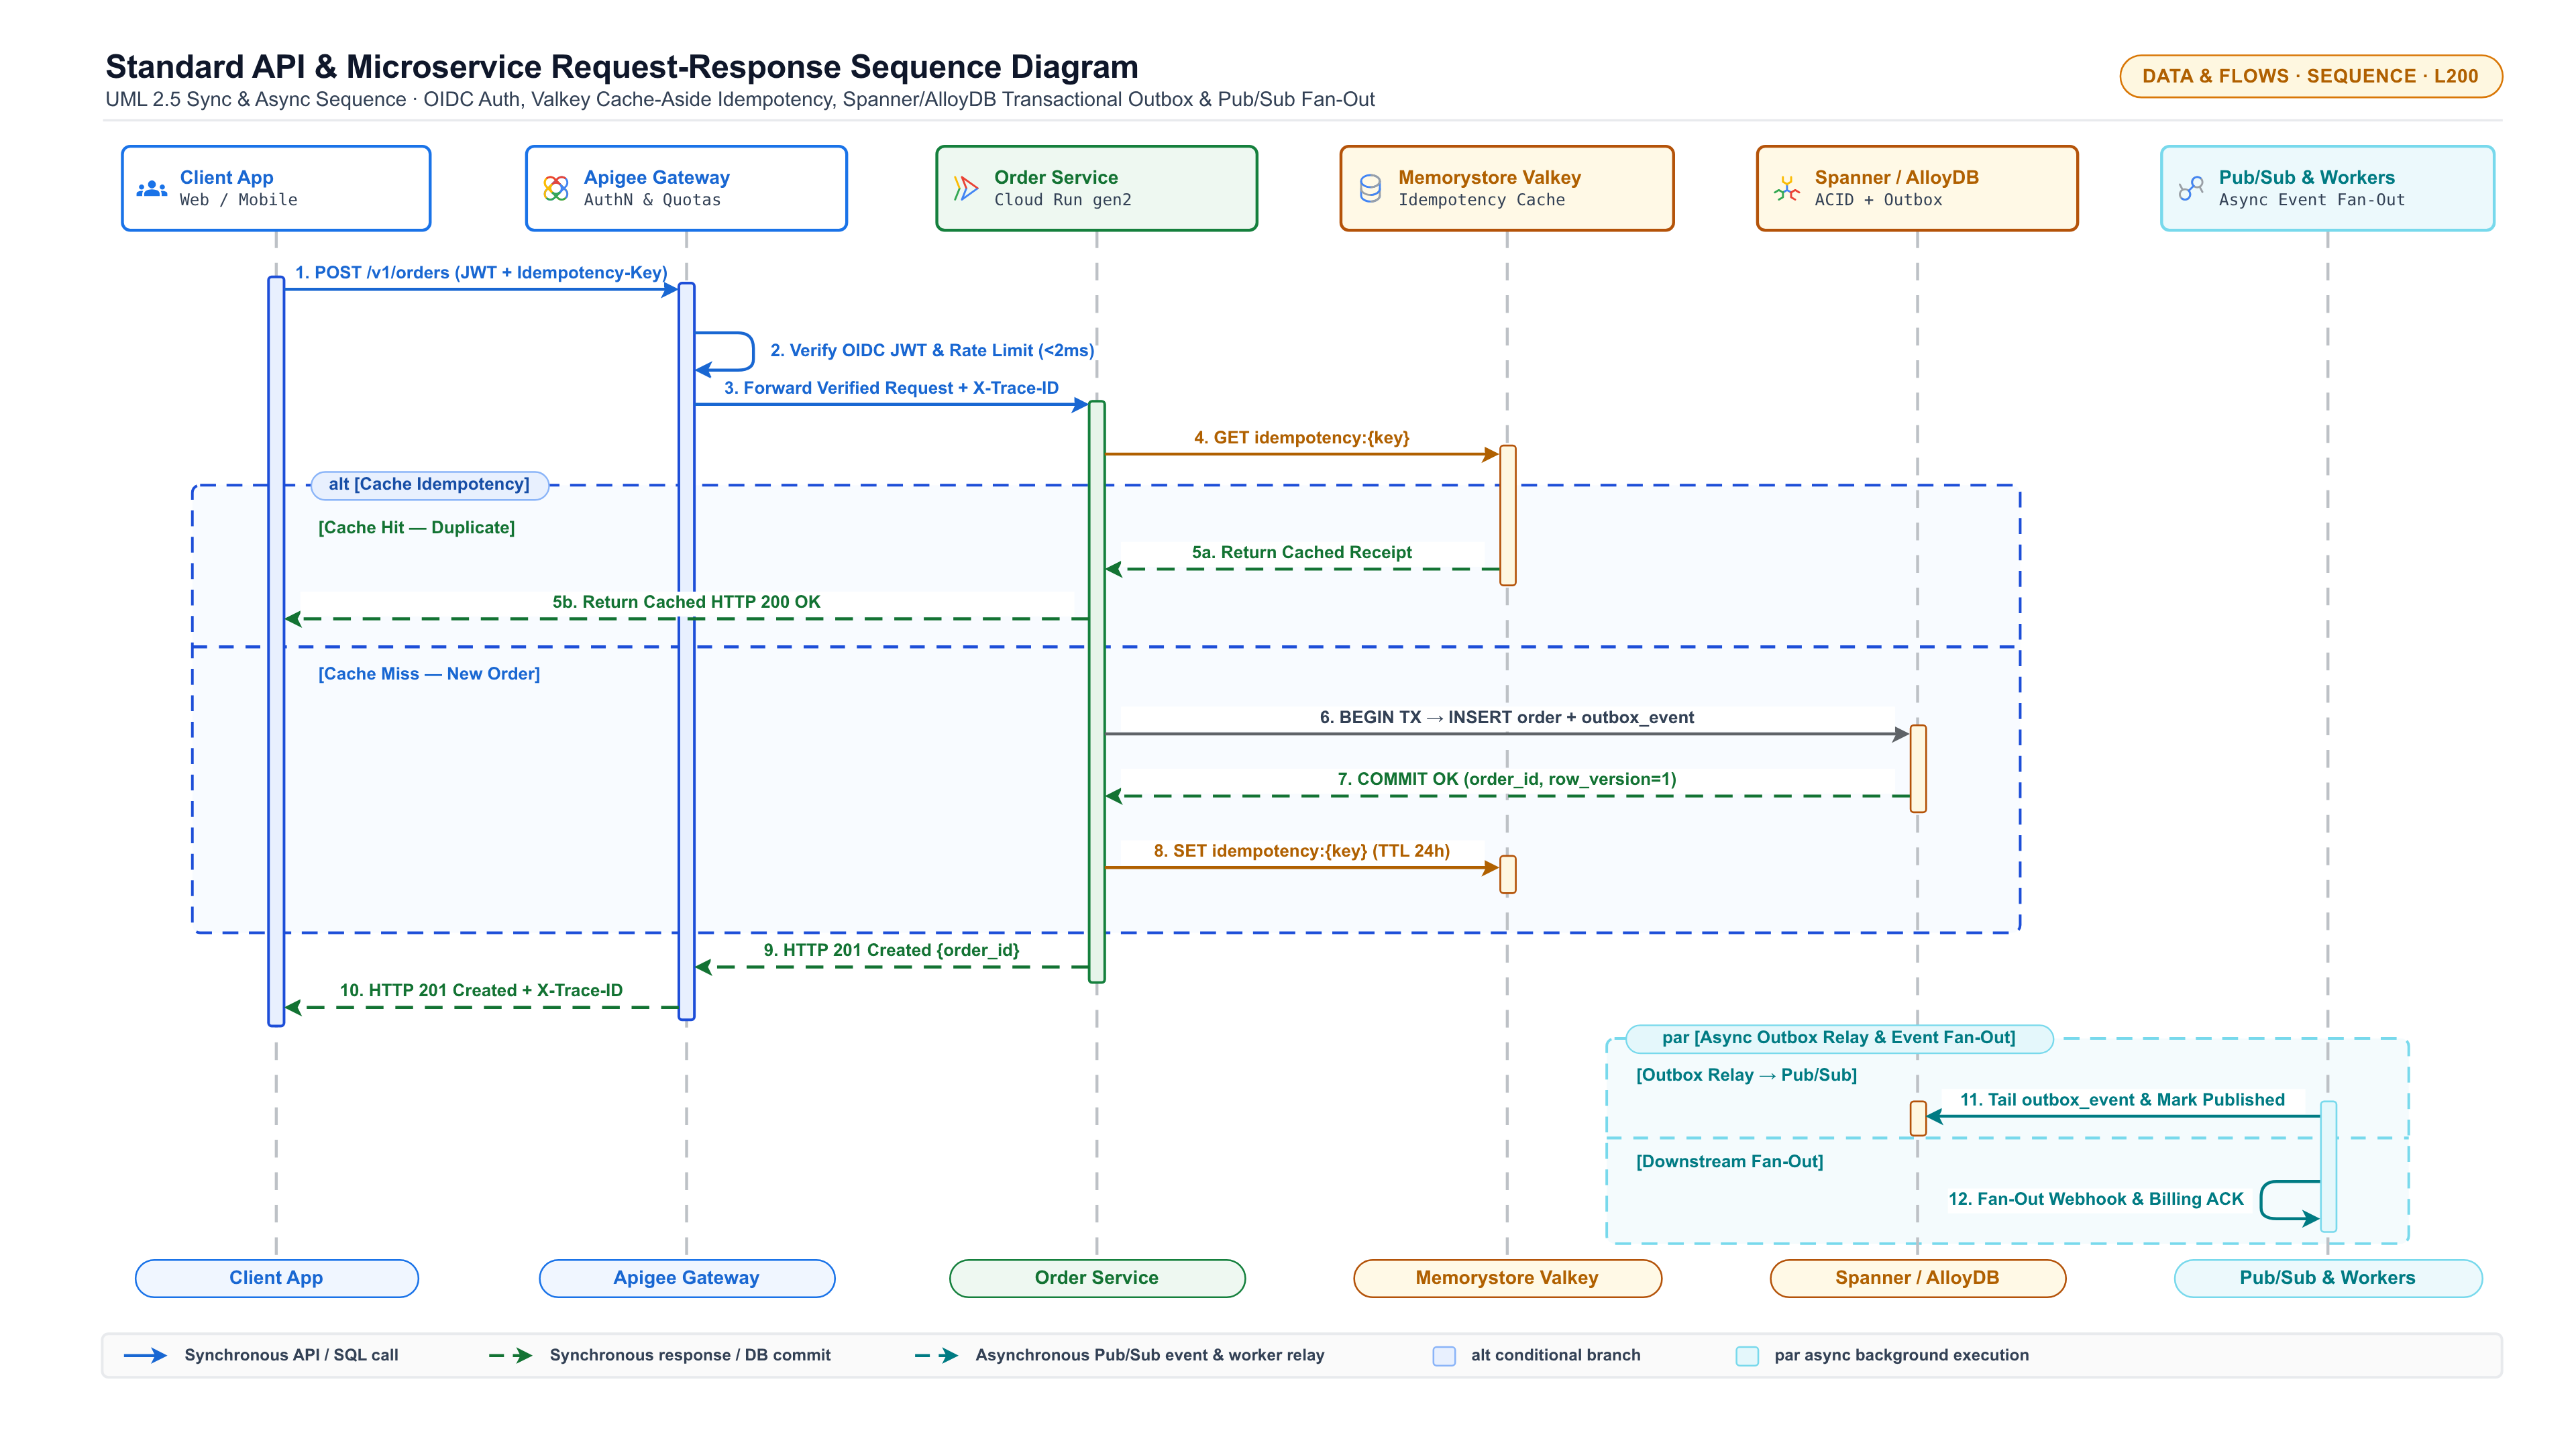 Standard API & Microservice Request-Response Sequence Diagram
UML 2.5 Sync & Async Sequence · OIDC Auth, Valkey Cache-Aside Idempotency, Spanner/AlloyDB Transactional Outbox & Pub/Sub Fan-Out
DATA & FLOWS · SEQUENCE · L200
Client App
Web / Mobile
Apigee Gateway
AuthN & Quotas
Order Service
Cloud Run gen2
Memorystore Valkey
Idempotency Cache
Spanner / AlloyDB
ACID + Outbox
Pub/Sub & Workers
Async Event Fan-Out
1. POST /v1/orders (JWT + Idempotency-Key)
2. Verify OIDC JWT & Rate Limit (<2ms)
3. Forward Verified Request + X-Trace-ID
4. GET idempotency:{key}
alt [Cache Idempotency]
[Cache Hit — Duplicate]
5a. Return Cached Receipt
5b. Return Cached HTTP 200 OK
[Cache Miss — New Order]
6. BEGIN TX → INSERT order + outbox_event
7. COMMIT OK (order_id, row_version=1)
8. SET idempotency:{key} (TTL 24h)
9. HTTP 201 Created {order_id}
10. HTTP 201 Created + X-Trace-ID
par [Async Outbox Relay & Event Fan-Out]
[Outbox Relay → Pub/Sub]
11. Tail outbox_event & Mark Published
[Downstream Fan-Out]
12. Fan-Out Webhook & Billing ACK
Client App
Apigee Gateway
Order Service
Memorystore Valkey
Spanner / AlloyDB
Pub/Sub & Workers
Synchronous API / SQL call
Synchronous response / DB commit
Asynchronous Pub/Sub event & worker relay
alt conditional branch
par async background execution